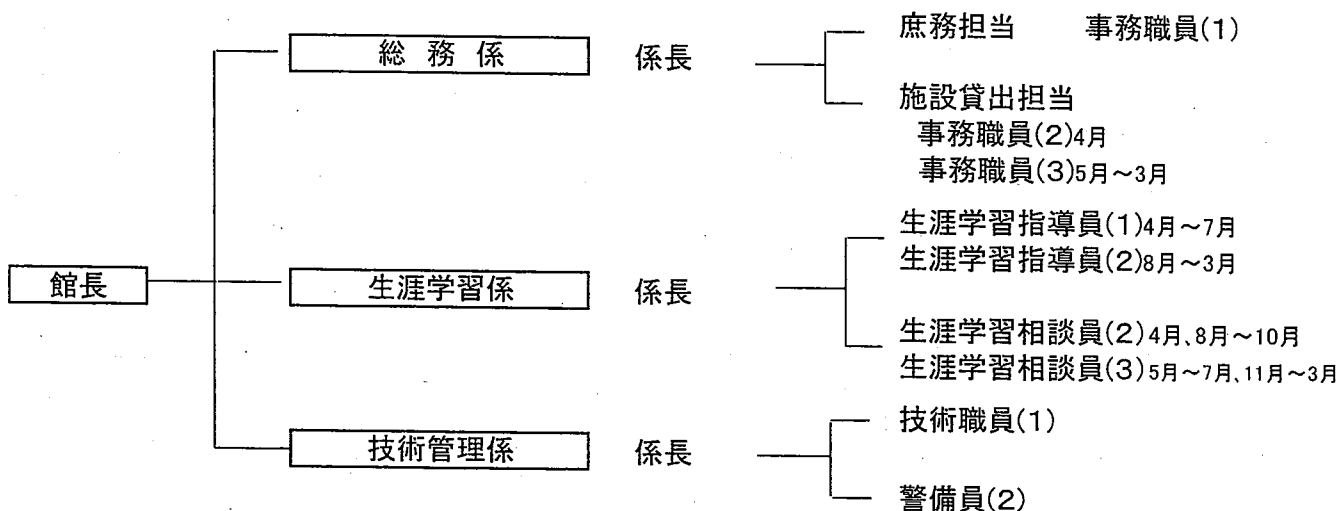 館長
総務係 係長
庶務担当 事務職員(1)
施設貸出担当
事務職員(2)4月
事務職員(3)5月～3月
生涯学習係 係長
生涯学習指導員(1)4月～7月
生涯学習指導員(2)8月～3月
生涯学習相談員(2)4月、8月～10月
生涯学習相談員(3)5月～7月、11月～3月
技術管理係 係長
技術職員(1)
警備員(2)